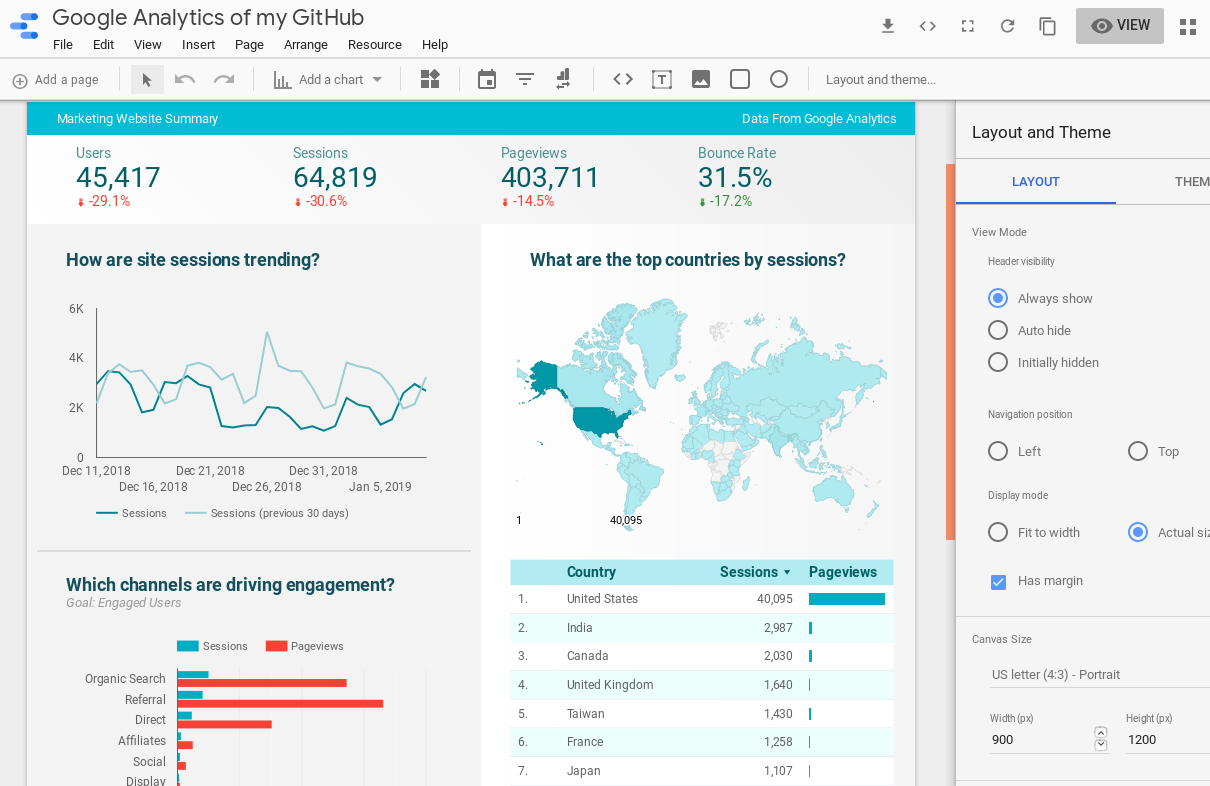 Google Analytics of my GitHub
File Edit View Insert Page Arrange Resource Help
VIEW
Add a page
Add a chart
T
Layout and theme...
Marketing Website Summary
Data From Google Analytics
Users
45,417
-29.1%
Sessions
64,819
-30.6%
Pageviews
403,711
-14.5%
Bounce Rate
31.5%
-17.2%
How are site sessions trending?
6K
4K
2K
0
Dec 11, 2018
Dec 16, 2018
Dec 21, 2018
Dec 26, 2018
Dec 31, 2018
Jan 5, 2019
Sessions
Sessions (previous 30 days)
Which channels are driving engagement?
Goal: Engaged Users
Sessions
Pageviews
Organic Search
Referral
Direct
Affiliates
Social
Display
What are the top countries by sessions?
1
40,095
Country Sessions Pageviews
1. United States 40,095
2. India 2,987
3. Canada 2,030
4. United Kingdom 1,640
5. Taiwan 1,430
6. France 1,258
7. Japan 1,107
Layout and Theme
LAYOUT
THEM
View Mode
Header visibility
Always show
Auto hide
Initially hidden
Navigation position
Left
Top
Display mode
Fit to width
Actual siz
Has margin
Canvas Size
US letter (4:3) - Portrait
Width (px)
900
Height (px)
1200